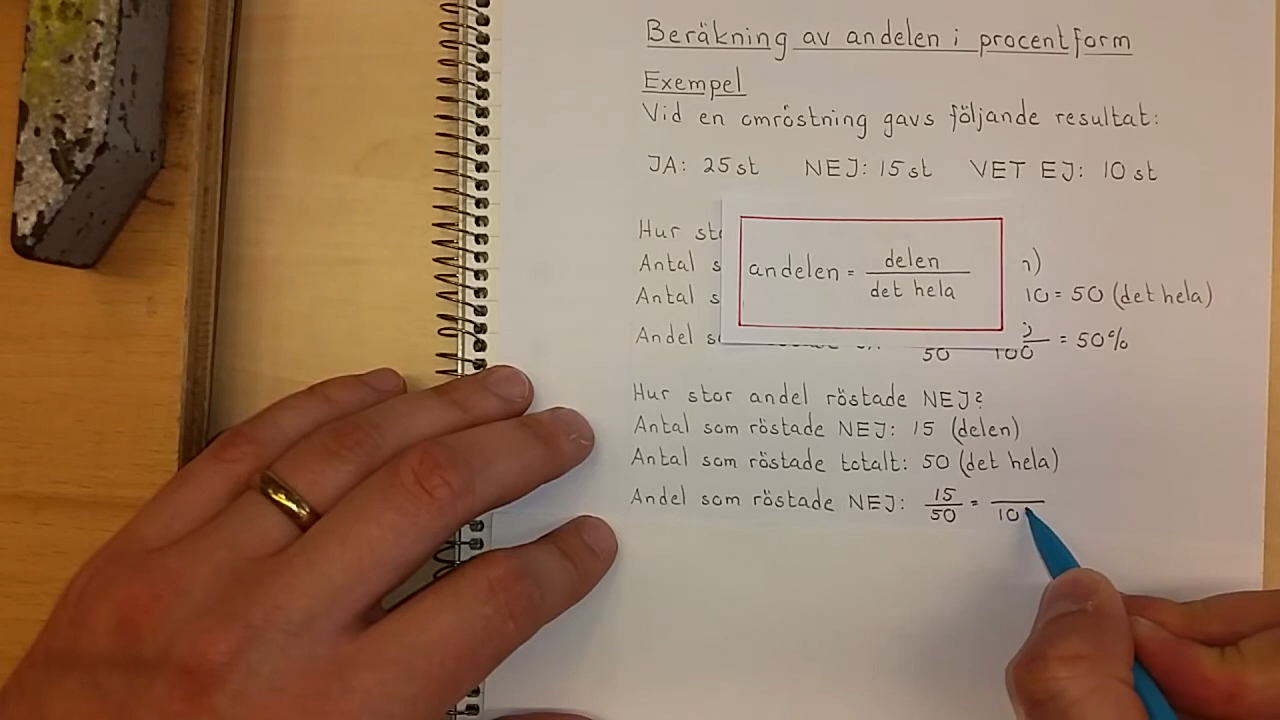 Beräkning av andelen i procentform
Exempel
Vid en omröstning gavs följande resultat:
JA: 25 st NEJ: 15 st VET EJ: 10 st
Hur
Antal
Antal 10 = 50 (det hela)
Andel 50 100 = 50%
andelen = delen / det hela
Hur stor andel röstade NEJ?
Antal som röstade NEJ: 15 (delen)
Antal som röstade totalt: 50 (det hela)
Andel som röstade NEJ: 15/50 = /10